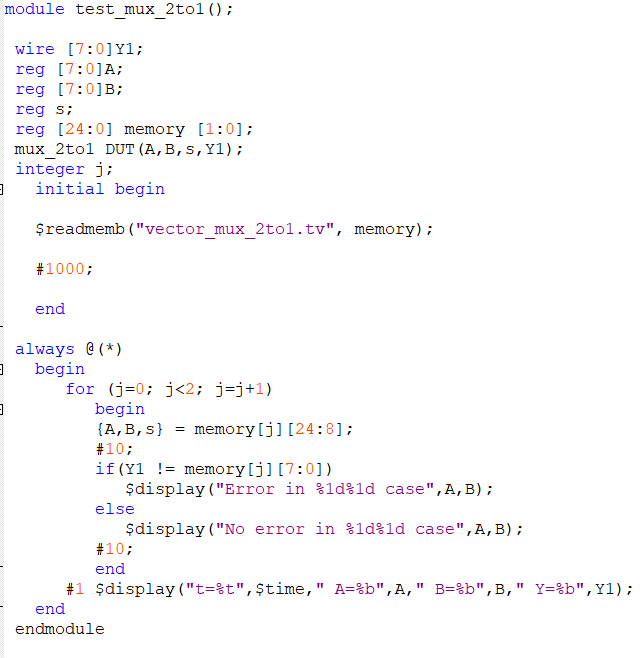 module test_mux_2to1();
wire [7:0]Y1;
reg [7:0]A;
reg [7:0]B;
reg s;
reg [24:0] memory [1:0];
mux_2to1 DUT(A,B,s,Y1);
integer j;
initial begin
$readmemb("vector_mux_2to1.tv", memory);
#1000;
end
always @(*)
begin
for (j=0; j<2; j=j+1)
begin
{A,B,s} = memory[j][24:8];
#10;
if(Y1 != memory[j][7:0])
$display("Error in %1d%1d case",A,B);
else
$display("No error in %1d%1d case",A,B);
#10;
end
#1 $display("t=%t",$time," A=%b",A," B=%b",B," Y=%b",Y1);
end
endmodule